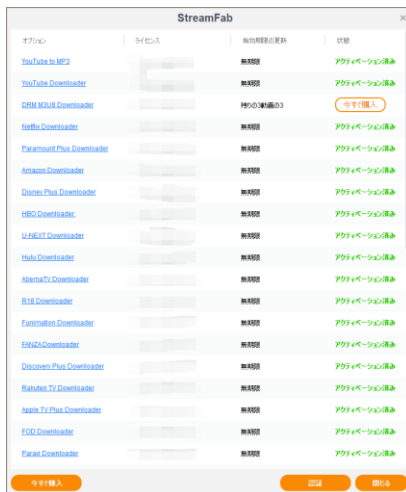 StreamFab
オプション ライセンス 有効期限の更新 状態
YouTube to MP3 無期限 アクティベーション済み
YouTube Downloader 無期限 アクティベーション済み
DRM M3U8 Downloader 残りの3動画の3 今すぐ購入
Netflix Downloader 無期限 アクティベーション済み
Paramount Plus Downloader 無期限 アクティベーション済み
Amazon Downloader 無期限 アクティベーション済み
Disney Plus Downloader 無期限 アクティベーション済み
HBO Downloader 無期限 アクティベーション済み
U-NEXT Downloader 無期限 アクティベーション済み
Hulu Downloader 無期限 アクティベーション済み
AbemaTV Downloader 無期限 アクティベーション済み
R18 Downloader 無期限 アクティベーション済み
Funimation Downloader 無期限 アクティベーション済み
FANZA Downloader 無期限 アクティベーション済み
Discovery Plus Downloader 無期限 アクティベーション済み
Rakuten TV Downloader 無期限 アクティベーション済み
Apple TV Plus Downloader 無期限 アクティベーション済み
FOD Downloader 無期限 アクティベーション済み
Paravi Downloader 無期限 アクティベーション済み
今すぐ購入 認証 閉じる